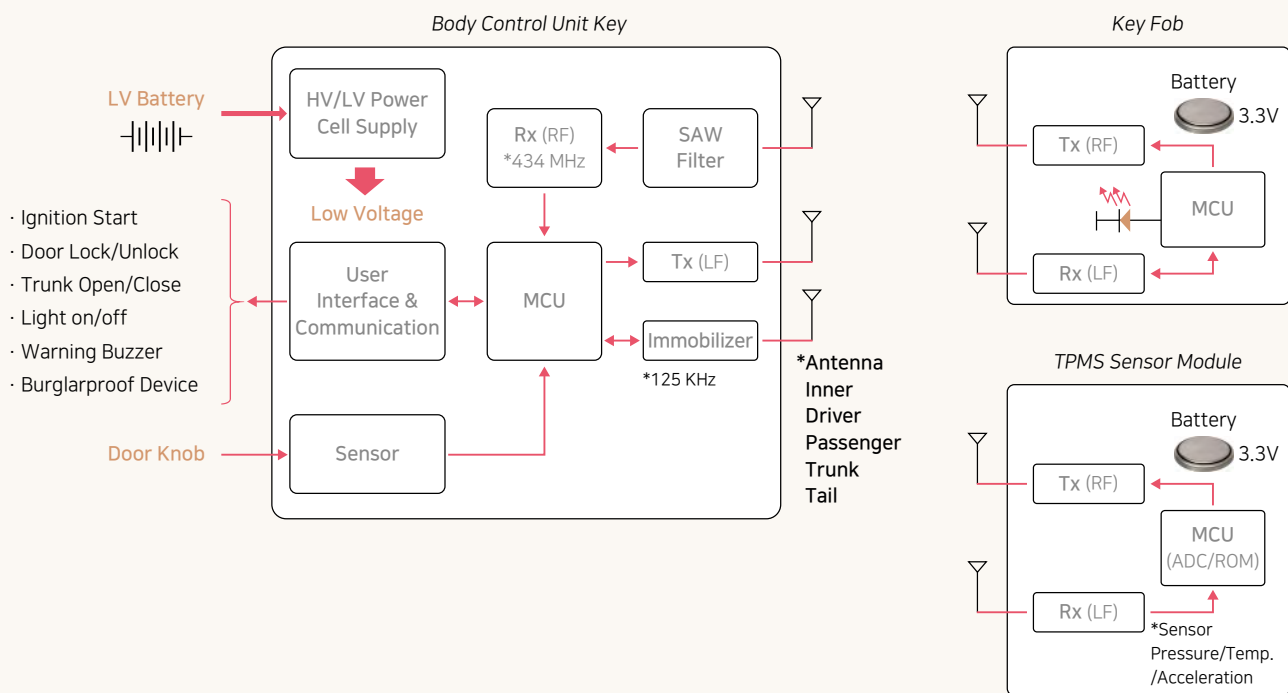 Body Control Unit Key
LV Battery
HV/LV Power
Cell Supply
Low Voltage
Rx (RF)
*434 MHz
SAW
Filter
· Ignition Start
· Door Lock/Unlock
· Trunk Open/Close
· Light on/off
· Warning Buzzer
· Burglarproof Device
User
Interface &
Communication
MCU
Tx (LF)
Immobilizer
*125 KHz
*Antenna
Inner
Driver
Passenger
Trunk
Tail
Door Knob
Sensor
Key Fob
Battery
3.3V
Tx (RF)
MCU
Rx (LF)
TPMS Sensor Module
Battery
3.3V
Tx (RF)
MCU
(ADC/ROM)
Rx (LF)
*Sensor
Pressure/Temp.
/Acceleration